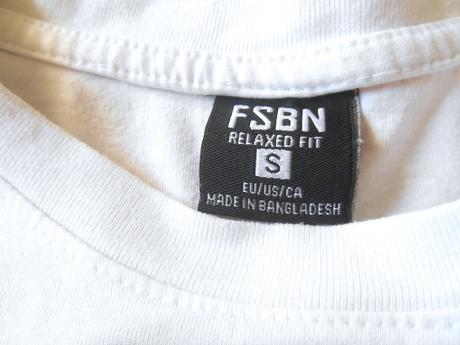 FSBN
RELAXED FIT
S
EU/US/CA
MADE IN BANGLADESH